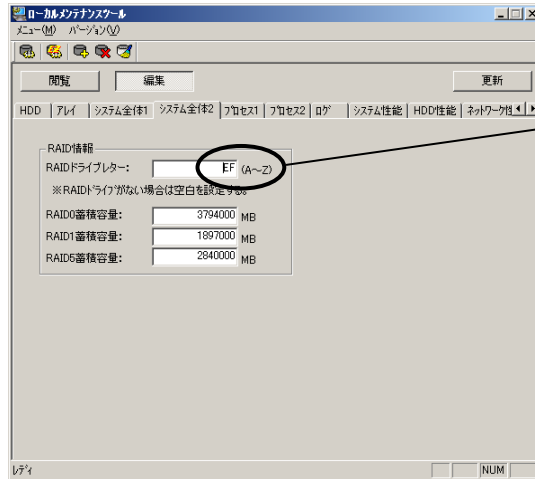 ローカルメンテナンスツール
メニュー(M) バージョン(V)
閲覧 編集 更新
HDD アレイ システム全体1 システム全体2 プロセス1 プロセス2 ログ システム性能 HDD性能 ネットワーク性
RAID情報
RAIDドライブレター: EF (A～Z)
※RAIDドライブがない場合は空白を設定する。
RAID0蓄積容量: 3794000 MB
RAID1蓄積容量: 1897000 MB
RAID5蓄積容量: 2840000 MB
レディ NUM